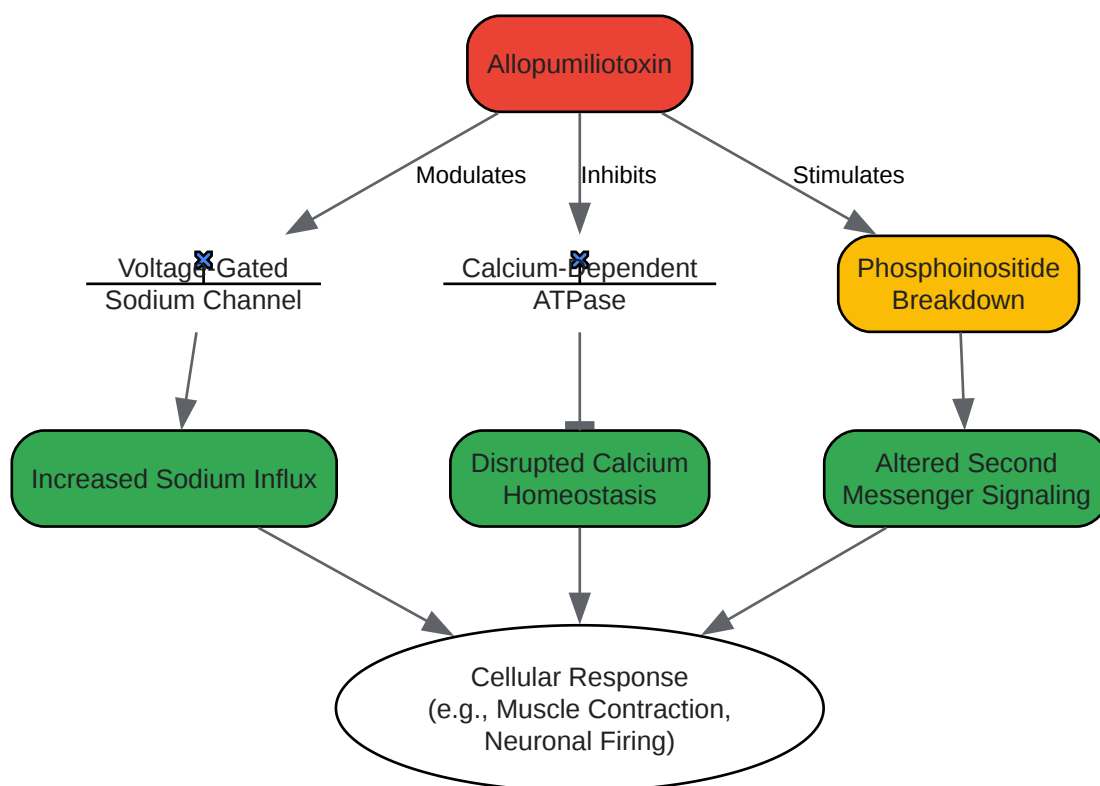 Allopumiliotoxin
Modulates
Inhibits
Stimulates
Voltage-Gated
Sodium Channel
Calcium-Dependent
ATPase
Phosphoinositide
Breakdown
Increased Sodium Influx
Disrupted Calcium
Homeostasis
Altered Second
Messenger Signaling
Cellular Response
(e.g., Muscle Contraction,
Neuronal Firing)